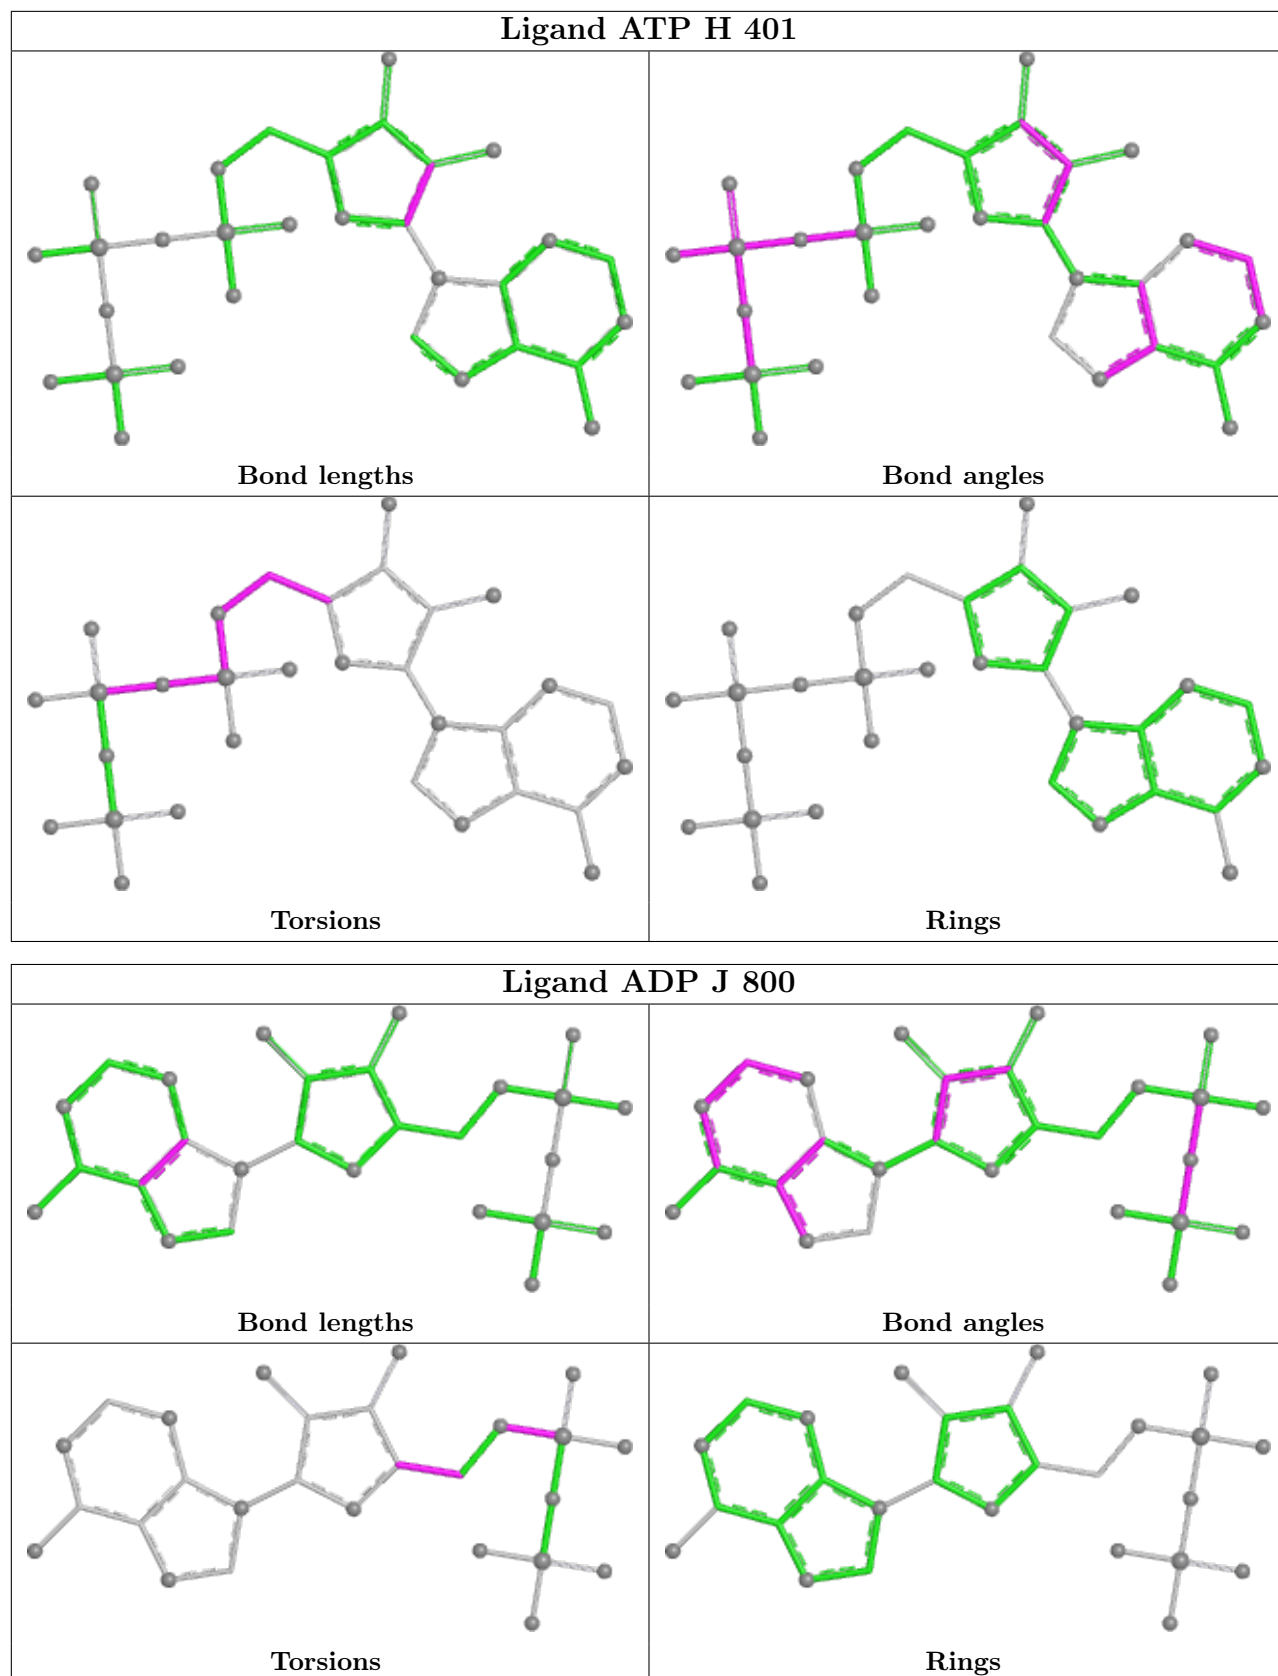 Ligand ATP H 401
Bond lengths
Bond angles
Torsions
Rings
Ligand ADP J 800
Bond lengths
Bond angles
Torsions
Rings